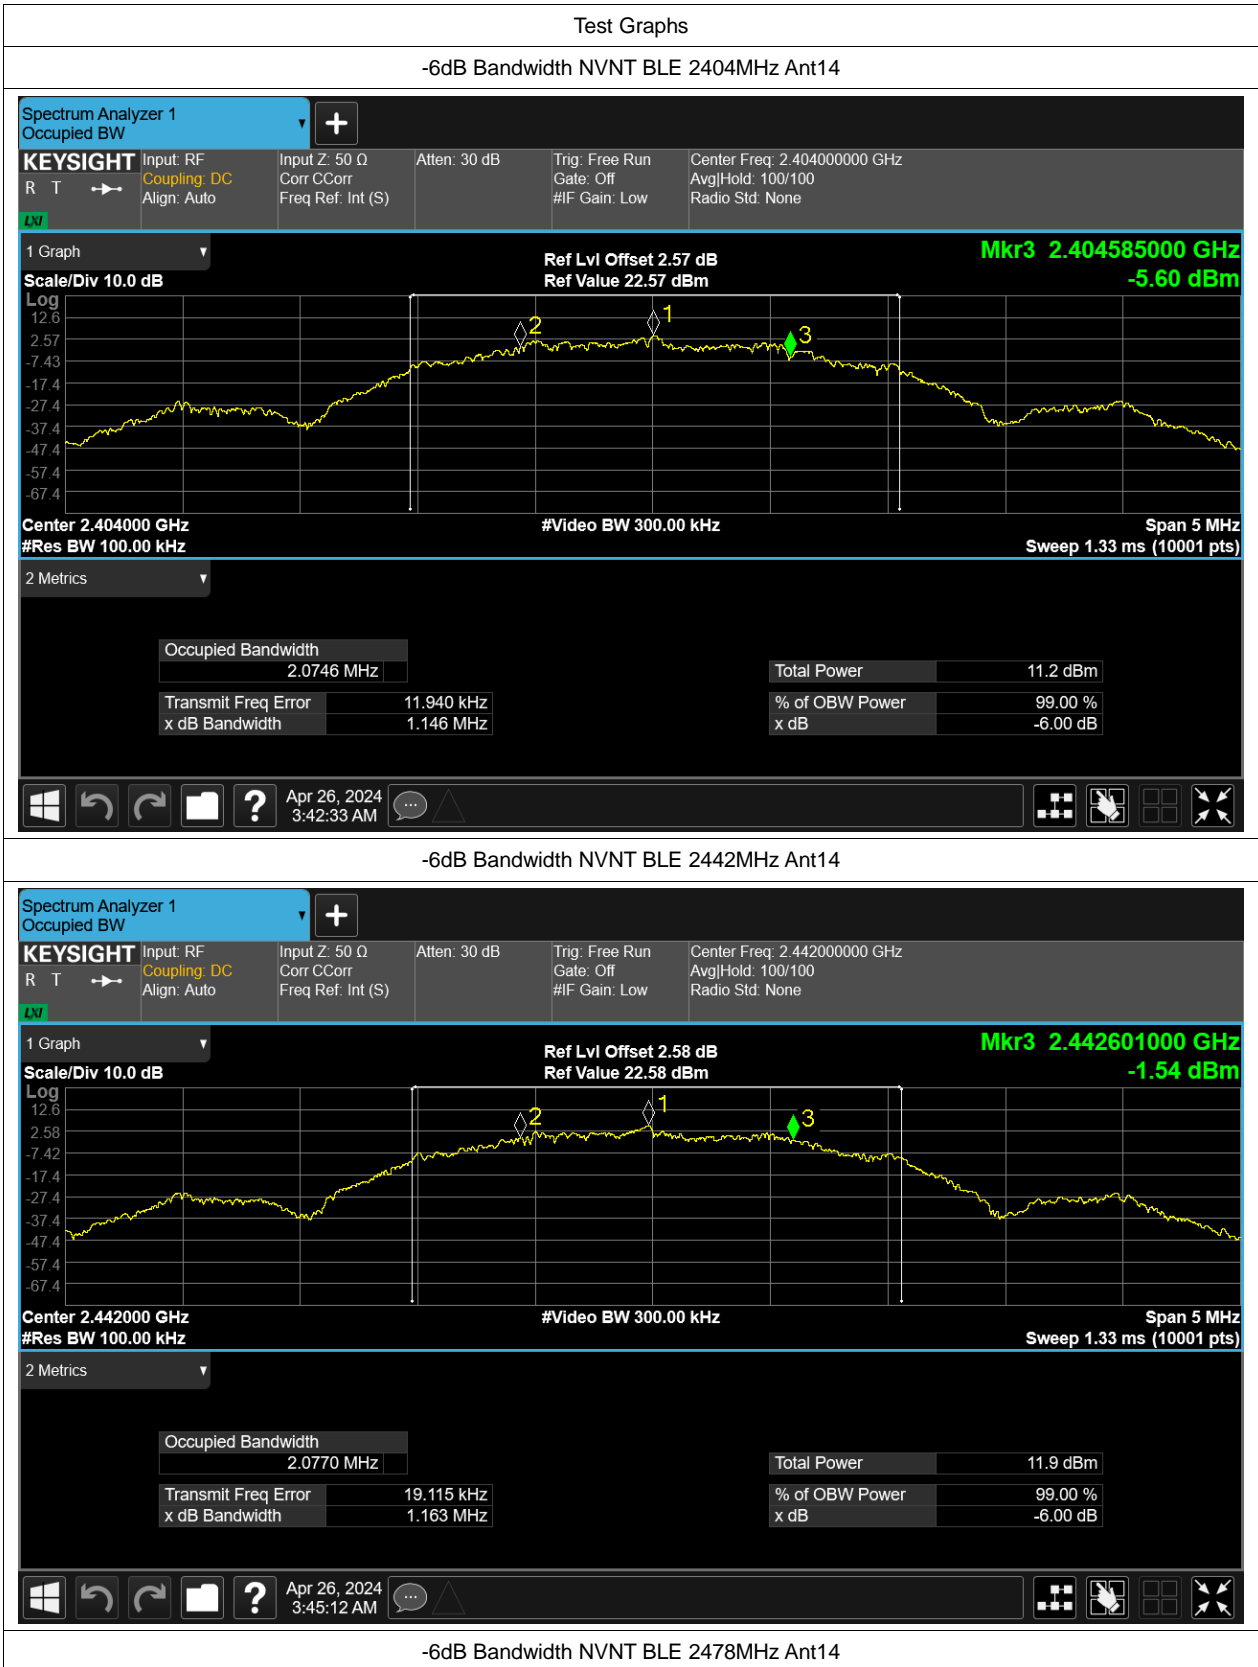 Test Graphs
-6dB Bandwidth NVNT BLE 2404MHz Ant14
Spectrum Analyzer 1
Occupied BW
KEYSIGHT Input: RF Input Z: 50 Ω Atten: 30 dB Trig: Free Run Center Freq: 2.404000000 GHz
R T Coupling: DC Corr CCorr Gate: Off Avg|Hold: 100/100
Align: Auto Freq Ref: Int (S) #IF Gain: Low Radio Std: None
LXI
1 Graph Ref Lvl Offset 2.57 dB Mkr3 2.404585000 GHz
Scale/Div 10.0 dB Ref Value 22.57 dBm -5.60 dBm
Log
12.6
2.57
-7.43
-17.4
-27.4
-37.4
-47.4
-57.4
-67.4
2 1 3
Center 2.404000 GHz #Video BW 300.00 kHz Span 5 MHz
#Res BW 100.00 kHz Sweep 1.33 ms (10001 pts)
2 Metrics
Occupied Bandwidth
2.0746 MHz Total Power 11.2 dBm
Transmit Freq Error 11.940 kHz % of OBW Power 99.00 %
x dB Bandwidth 1.146 MHz x dB -6.00 dB
? Apr 26, 2024
3:42:33 AM
-6dB Bandwidth NVNT BLE 2442MHz Ant14
Spectrum Analyzer 1
Occupied BW
KEYSIGHT Input: RF Input Z: 50 Ω Atten: 30 dB Trig: Free Run Center Freq: 2.442000000 GHz
R T Coupling: DC Corr CCorr Gate: Off Avg|Hold: 100/100
Align: Auto Freq Ref: Int (S) #IF Gain: Low Radio Std: None
LXI
1 Graph Ref Lvl Offset 2.58 dB Mkr3 2.442601000 GHz
Scale/Div 10.0 dB Ref Value 22.58 dBm -1.54 dBm
Log
12.6
2.58
-7.42
-17.4
-27.4
-37.4
-47.4
-57.4
-67.4
2 1 3
Center 2.442000 GHz #Video BW 300.00 kHz Span 5 MHz
#Res BW 100.00 kHz Sweep 1.33 ms (10001 pts)
2 Metrics
Occupied Bandwidth
2.0770 MHz Total Power 11.9 dBm
Transmit Freq Error 19.115 kHz % of OBW Power 99.00 %
x dB Bandwidth 1.163 MHz x dB -6.00 dB
? Apr 26, 2024
3:45:12 AM
-6dB Bandwidth NVNT BLE 2478MHz Ant14